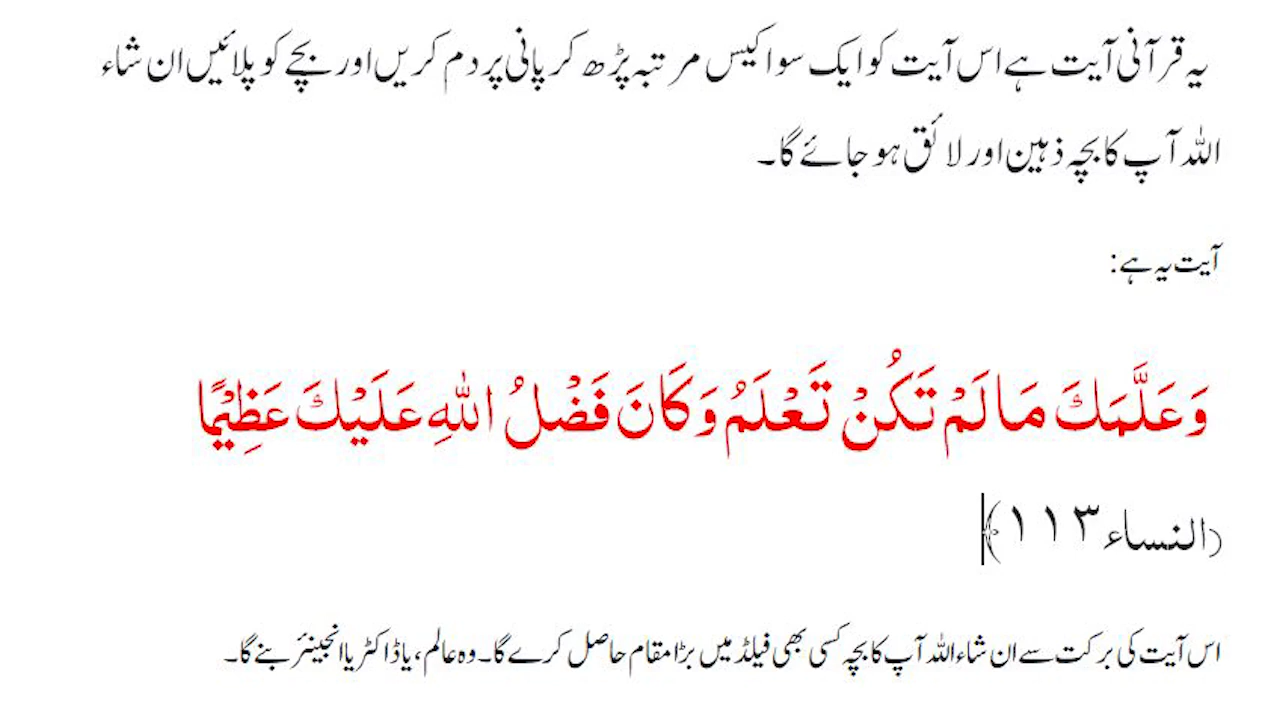 یہ قرآنی آیت ہے اس آیت کو ایک سو اکیس مرتبہ پڑھ کر پانی پر دم کریں اور بچے کو پلائیں ان شاء
اللہ آپ کا بچہ ذہین اور لائق ہو جائے گا۔
آیت یہ ہے:
وَعَلَّمَكَ مَا لَمْ تَكُنْ تَعْلَمُ وَكَانَ فَضْلُ اللّٰهِ عَلَيْكَ عَظِيْمًا
(النساء ١١٣﴾
اس آیت کی برکت سے ان شاء اللہ آپ کا بچہ کسی بھی فیلڈ میں بڑا مقام حاصل کرے گا۔ وہ عالم، یا ڈاکٹر یا انجینئر بنے گا۔